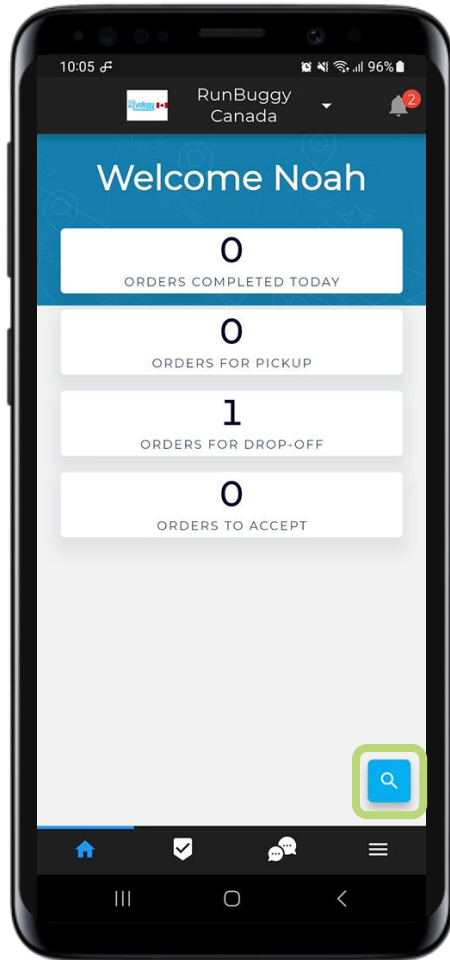 10:05
96%
RunBuggy
Canada
2
Welcome Noah
0
ORDERS COMPLETED TODAY
0
ORDERS FOR PICKUP
1
ORDERS FOR DROP-OFF
0
ORDERS TO ACCEPT